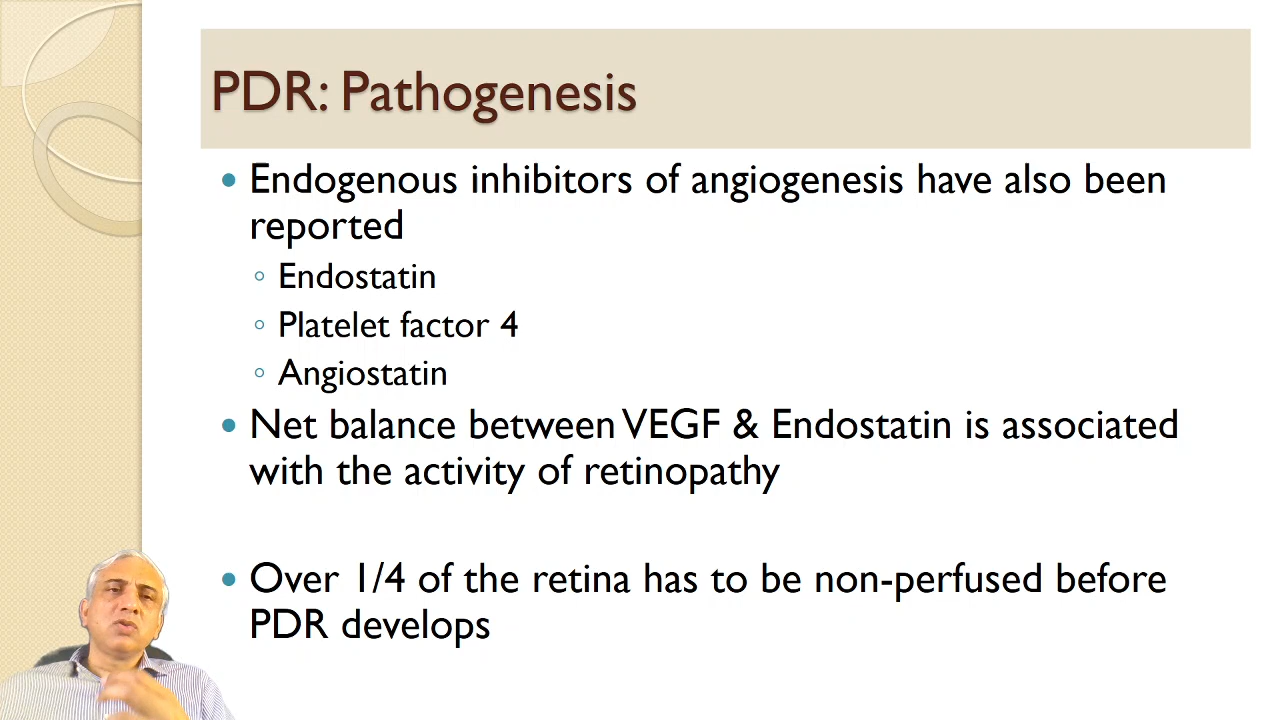 PDR: Pathogenesis
• Endogenous inhibitors of angiogenesis have also been
reported
◦ Endostatin
◦ Platelet factor 4
◦ Angiostatin
• Net balance between VEGF & Endostatin is associated
with the activity of retinopathy
• Over 1/4 of the retina has to be non-perfused before
PDR develops